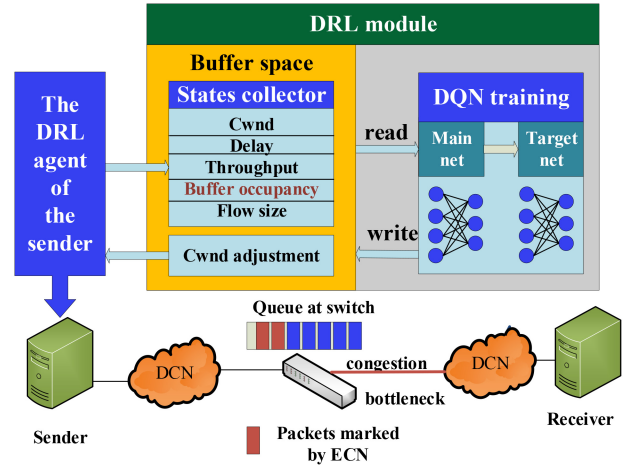 DRL module
Buffer space
States collector
Cwnd
Delay
Throughput
Buffer occupancy
Flow size
Cwnd adjustment
The
DRL
agent
of
the
sender
read
write
DQN training
Main
net
Target
net
Queue at switch
DCN
congestion
bottleneck
DCN
Sender
Receiver
Packets marked
by ECN